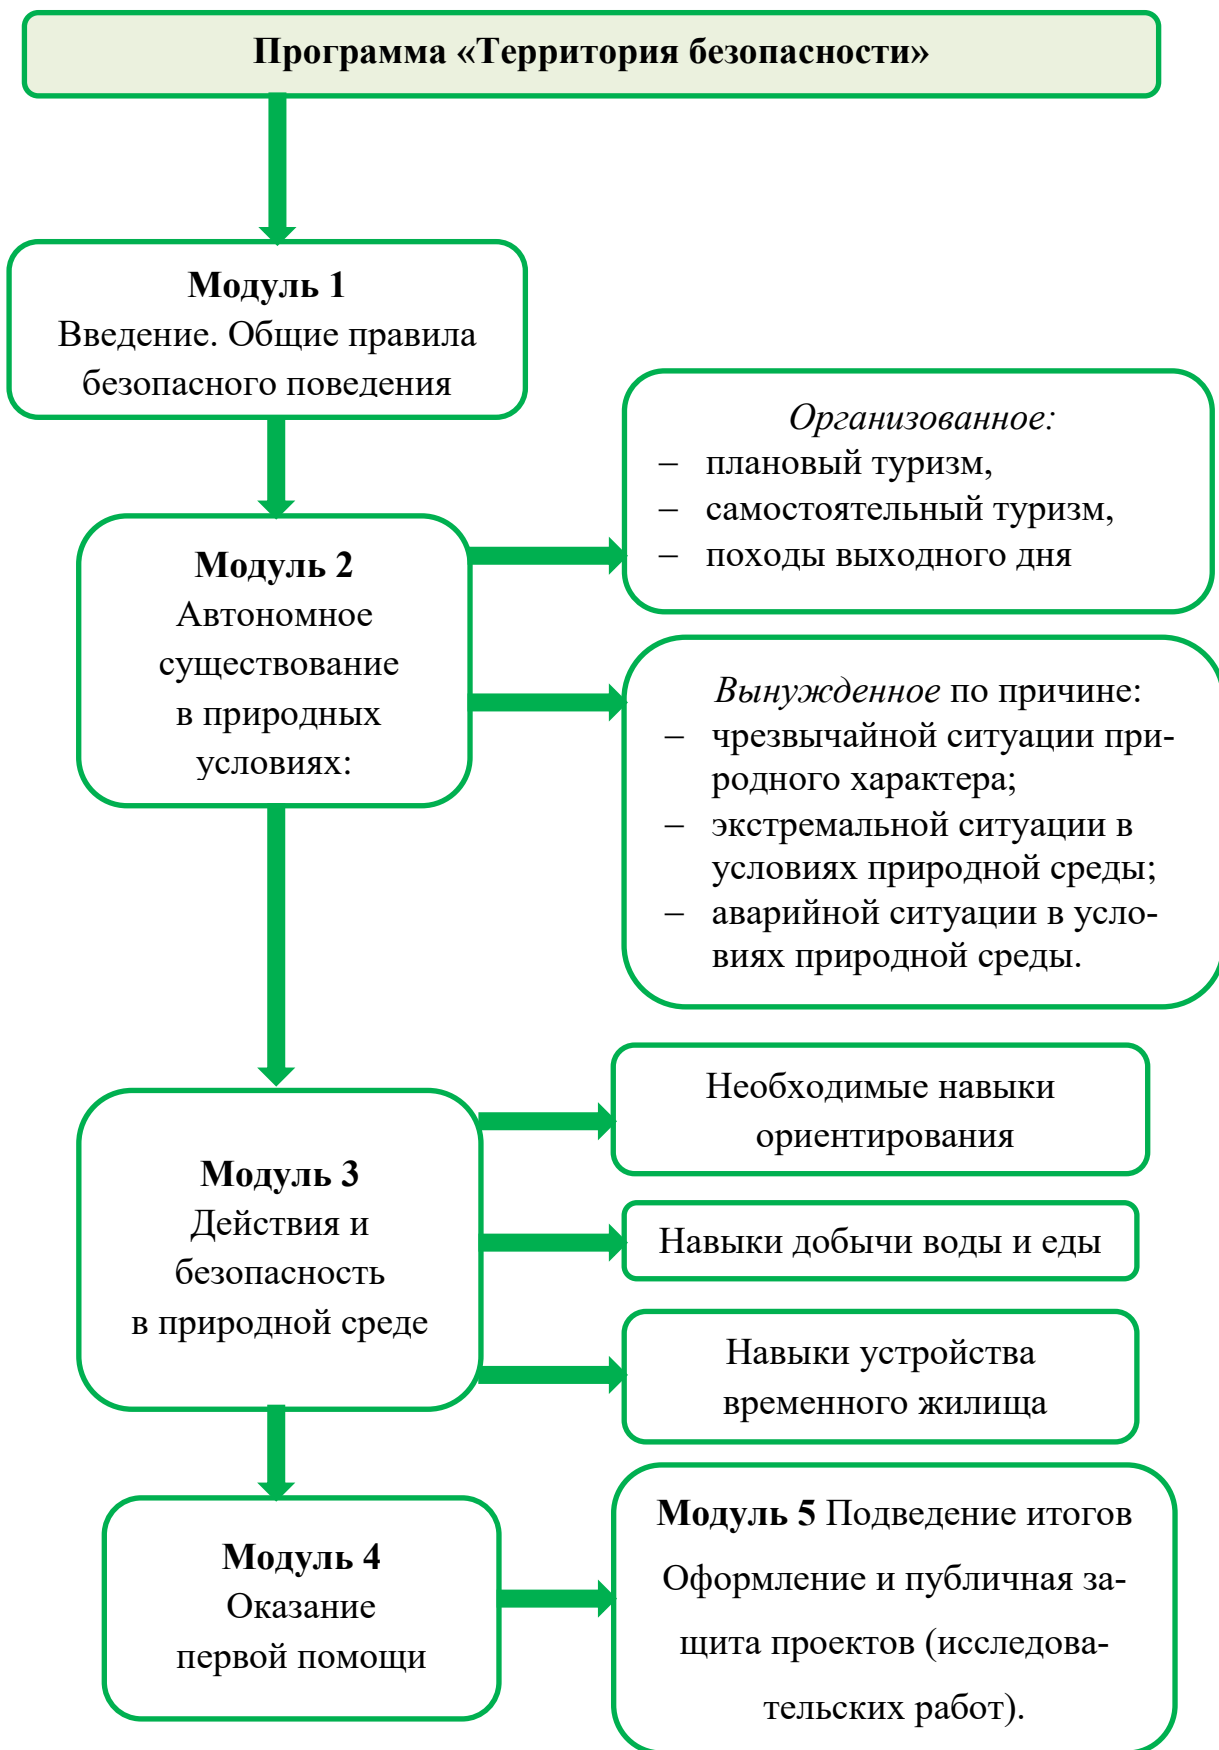 Программа «Территория безопасности»
Модуль 1
Введение. Общие правила
безопасного поведения
Модуль 2
Автономное
существование
в природных
условиях:
Организованное:
– плановый туризм,
– самостоятельный туризм,
– походы выходного дня
Вынужденное по причине:
– чрезвычайной ситуации при-
родного характера;
– экстремальной ситуации в
условиях природной среды;
– аварийной ситуации в усло-
виях природной среды.
Модуль 3
Действия и
безопасность
в природной среде
Необходимые навыки
ориентирования
Навыки добычи воды и еды
Навыки устройства
временного жилища
Модуль 4
Оказание
первой помощи
Модуль 5 Подведение итогов
Оформление и публичная за-
щита проектов (исследова-
тельских работ).